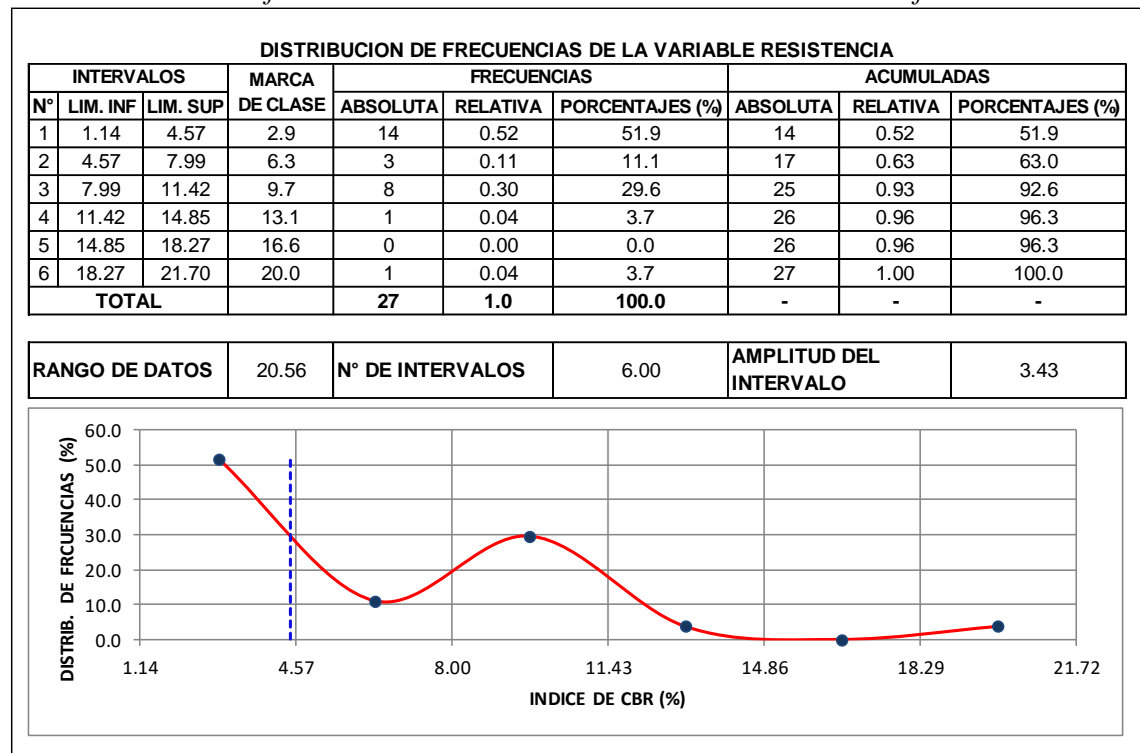 DISTRIBUCION DE FRECUENCIAS DE LA VARIABLE RESISTENCIA
INTERVALOS MARCA DE CLASE FRECUENCIAS ACUMULADAS
N° LIM. INF LIM. SUP ABSOLUTA RELATIVA PORCENTAJES (%) ABSOLUTA RELATIVA PORCENTAJES (%)
1 1.14 4.57 2.9 14 0.52 51.9 14 0.52 51.9
2 4.57 7.99 6.3 3 0.11 11.1 17 0.63 63.0
3 7.99 11.42 9.7 8 0.30 29.6 25 0.93 92.6
4 11.42 14.85 13.1 1 0.04 3.7 26 0.96 96.3
5 14.85 18.27 16.6 0 0.00 0.0 26 0.96 96.3
6 18.27 21.70 20.0 1 0.04 3.7 27 1.00 100.0
TOTAL 27 1.0 100.0 - - -
RANGO DE DATOS 20.56 N° DE INTERVALOS 6.00 AMPLITUD DEL INTERVALO 3.43
DISTRIB. DE FRCUENCIAS (%)
60.0
50.0
40.0
30.0
20.0
10.0
0.0
1.14 4.57 8.00 11.43 14.86 18.29 21.72
INDICE DE CBR (%)